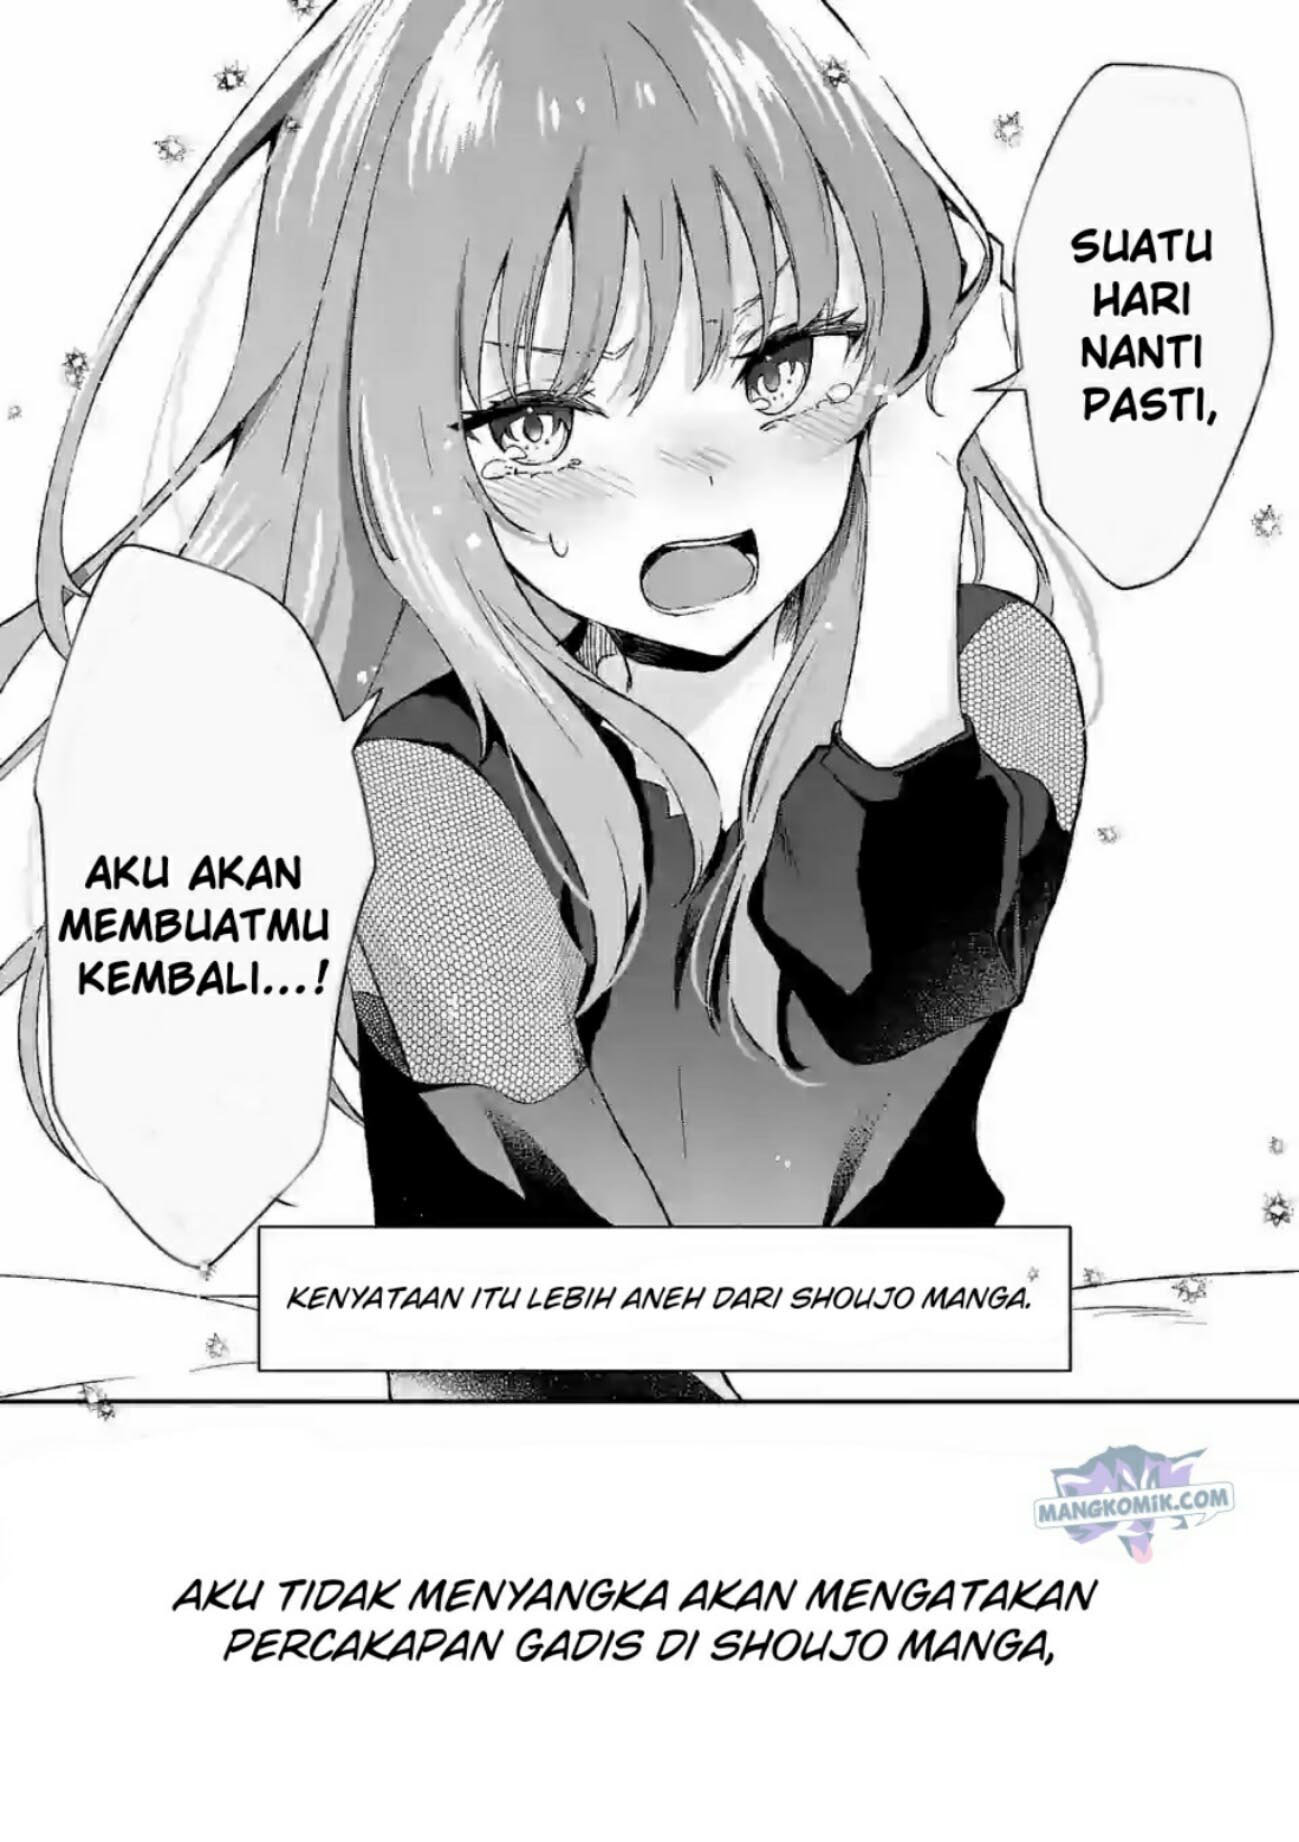 SUATU
HARI
NANTI
PASTI,
AKU AKAN
MEMBUATMU
KEMBALI...!
KENYATAAN ITU LEBIH ANEH DARI SHOUJO MANGA.
MANGKOMIK.COM
AKU TIDAK MENYANGKA AKAN MENGATAKAN
PERCAKAPAN GADIS DI SHOUJO MANGA,